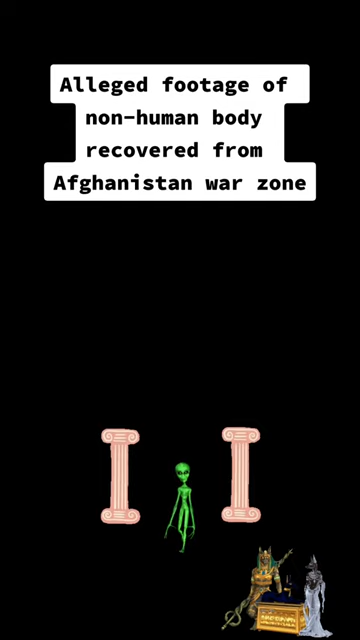 Alleged footage of
non-human body
recovered from
Afghanistan war zone